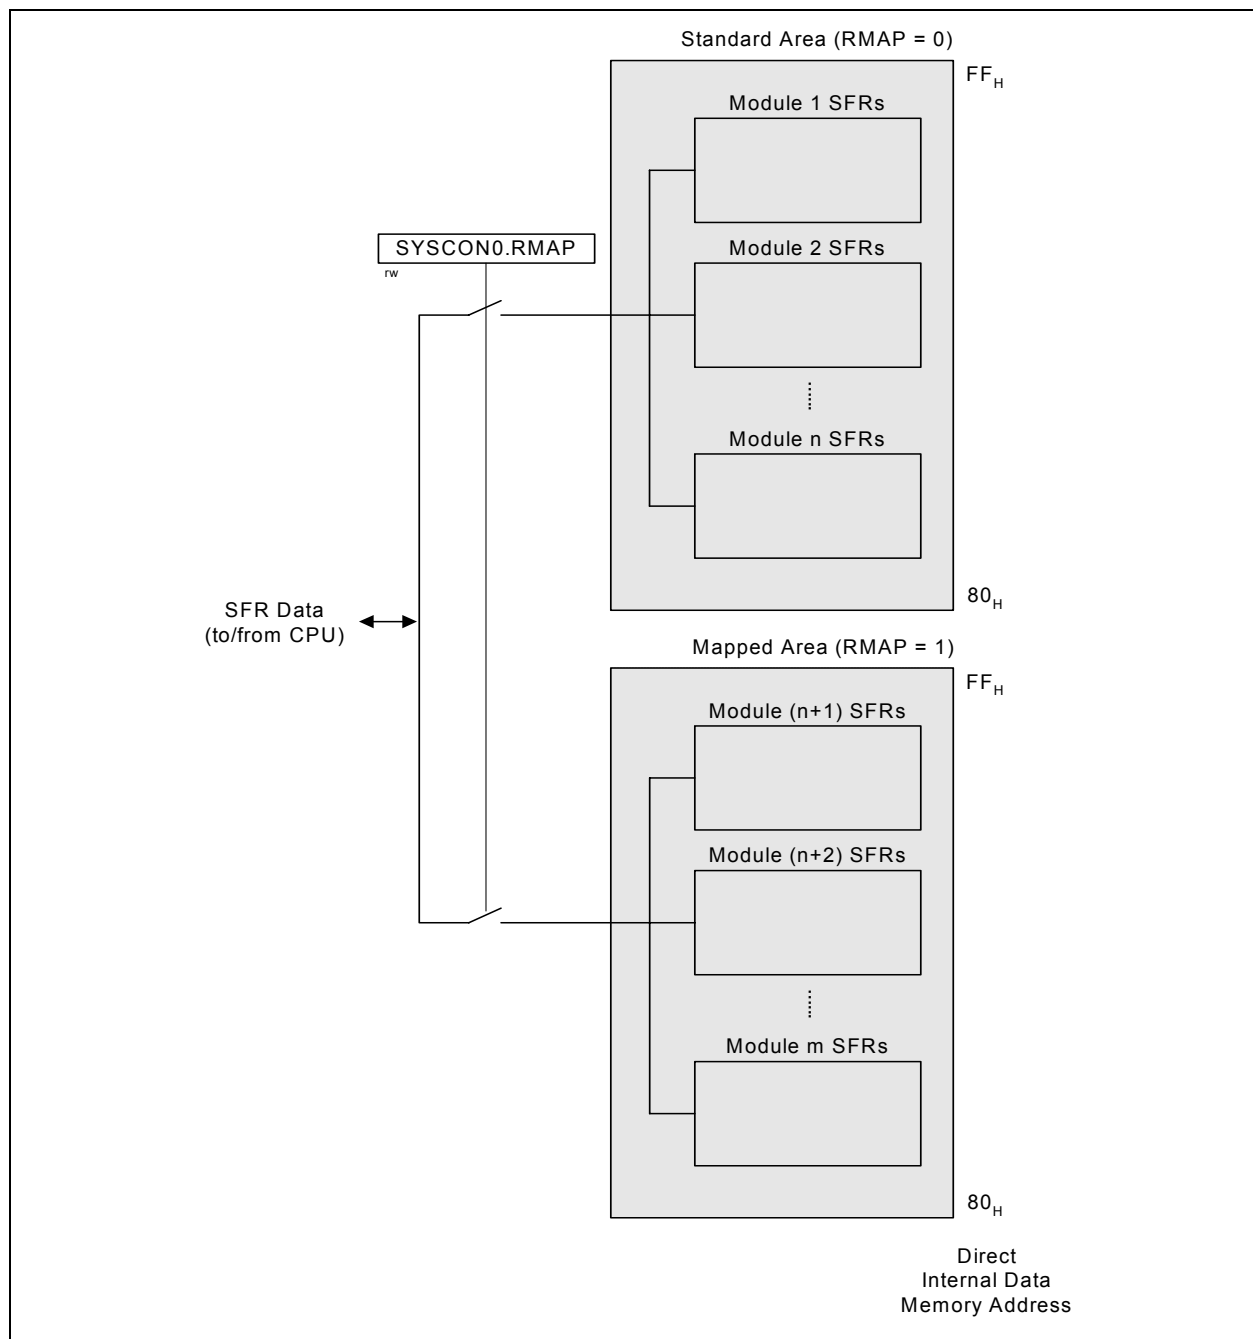 Standard Area (RMAP = 0)
FFH
Module 1 SFRs
SYSCON0.RMAP
rw
Module 2 SFRs
Module n SFRs
80H
SFR Data
(to/from CPU)
Mapped Area (RMAP = 1)
FFH
Module (n+1) SFRs
Module (n+2) SFRs
Module m SFRs
80H
Direct
Internal Data
Memory Address